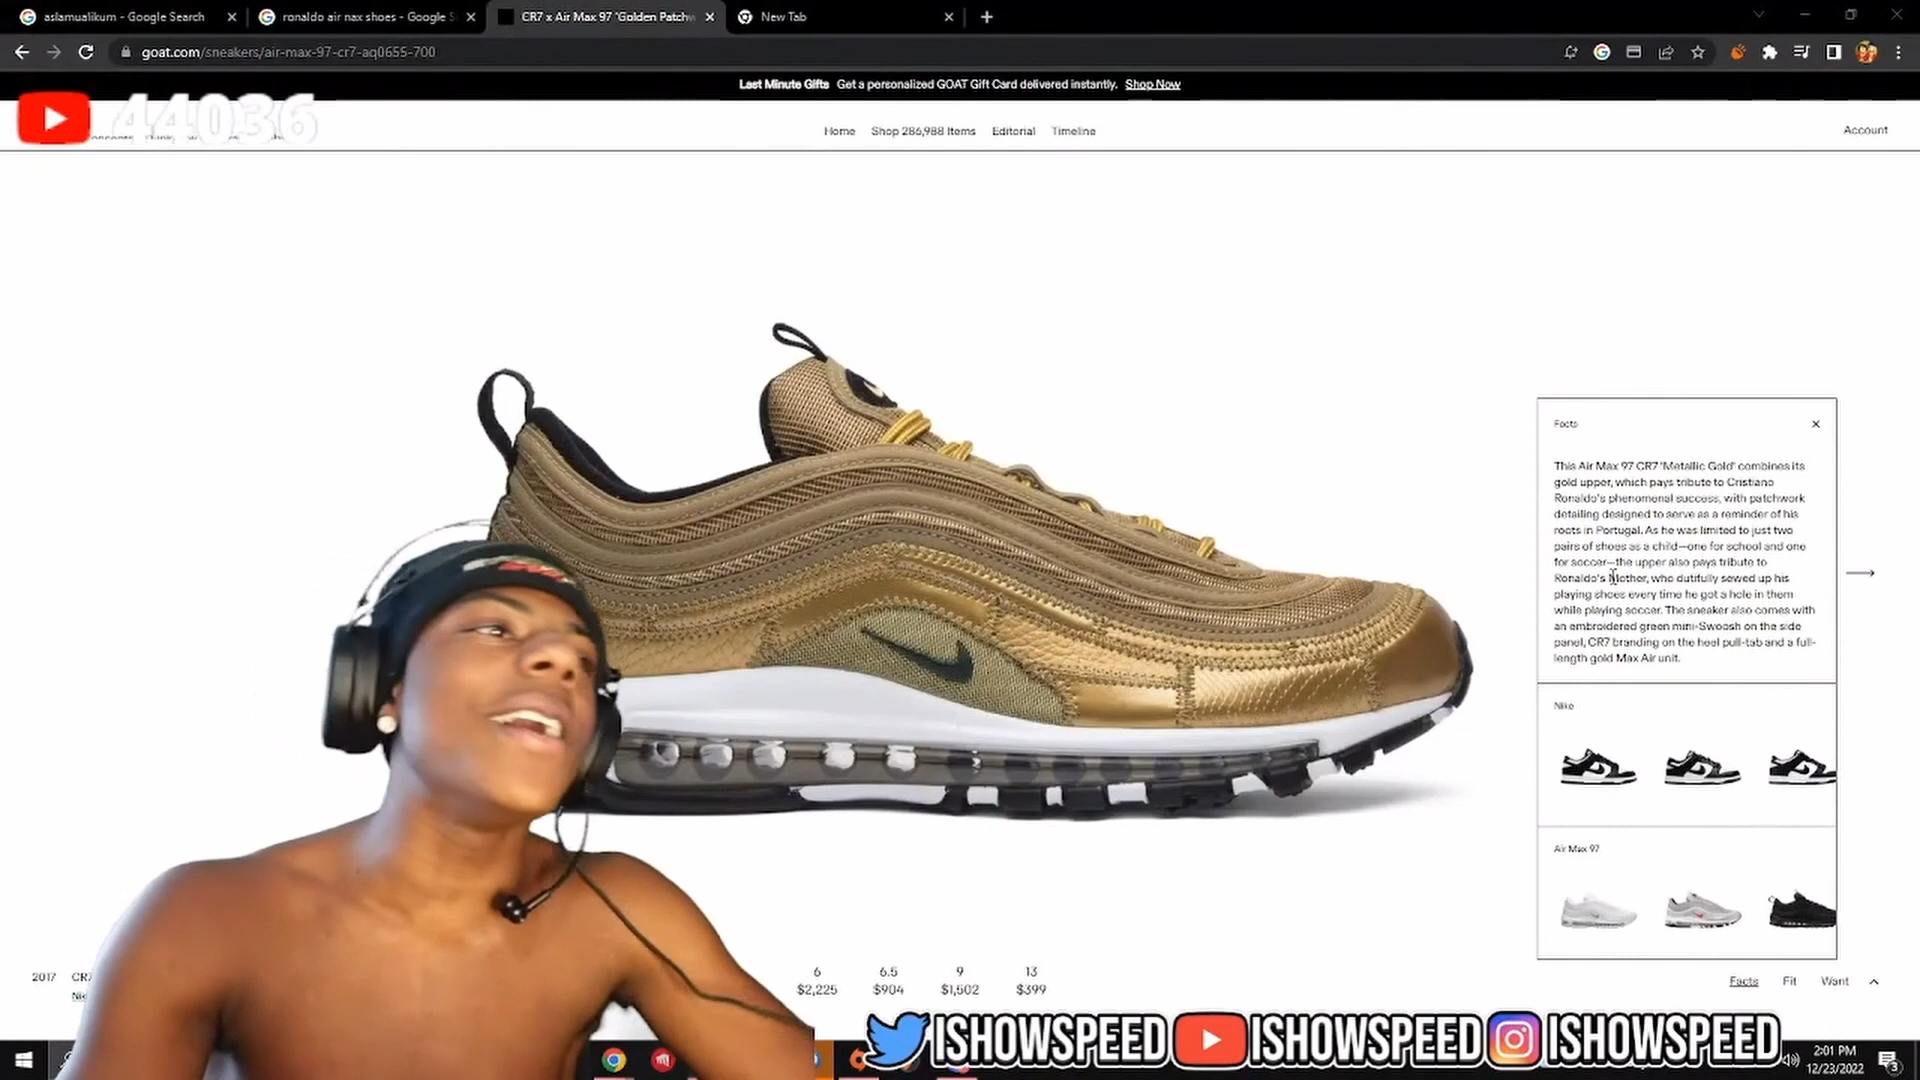 aslamualikum - Google Search
ronaldo air nax shoes - Google S
CR7 x Air Max 97 'Golden Patchw
New Tab
goat.com/sneakers/air-max-97-cr7-aq0655-700
Last Minute Gifts Get a personalized GOAT Gift Card delivered instantly. Shop Now
44036
Home Shop 286,988 Items Editorial Timeline
Account
Facts
This Air Max 97 CR7 'Metallic Gold' combines its
gold upper, which pays tribute to Cristiano
Ronaldo's phenomenal success, with patchwork
detailing designed to serve as a reminder of his
roots in Portugal. As he was limited to just two
pairs of shoes as a child—one for school and one
for soccer—the upper also pays tribute to
Ronaldo's Mother, who dutifully sewed up his
playing shoes every time he got a hole in them
while playing soccer. The sneaker also comes with
an embroidered green mini-Swoosh on the side
panel, CR7 branding on the heel pull-tab and a full-
length gold Max Air unit.
Nike
Air Max 97
2017 CR7
Nik
6 6.5 9 13
$2,225 $904 $1,502 $399
Facts Fit Want
ISHOWSPEED ISHOWSPEED ISHOWSPEED
2:01 PM
12/23/2022
3